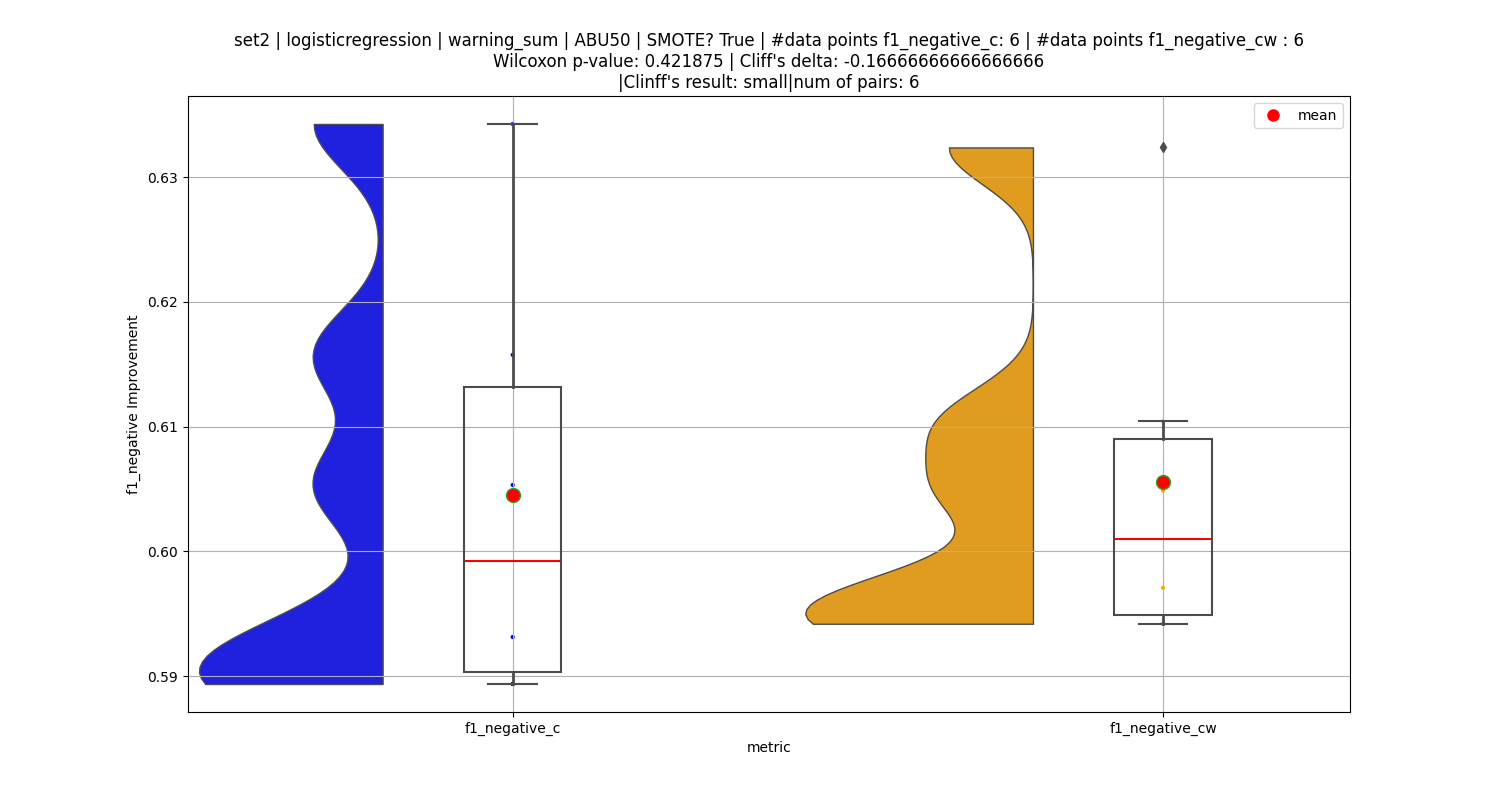 set2 | logisticregression | warning_sum | ABU50 | SMOTE? True | #data points f1_negative_c: 6 | #data points f1_negative_cw : 6
Wilcoxon p-value: 0.421875 | Cliff's delta: -0.16666666666666666
|Clinff's result: small|num of pairs: 6
mean
0.63
0.62
0.61
0.60
0.59
f1_negative Improvement
f1_negative_c
f1_negative_cw
metric